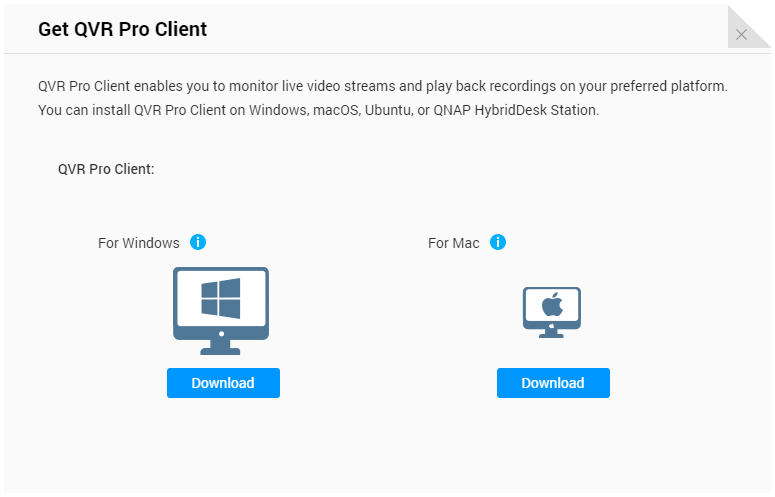 Get QVR Pro Client
QVR Pro Client enables you to monitor live video streams and play back recordings on your preferred platform.
You can install QVR Pro Client on Windows, macOS, Ubuntu, or QNAP HybridDesk Station.
QVR Pro Client:
For Windows i
For Mac i
Download
Download